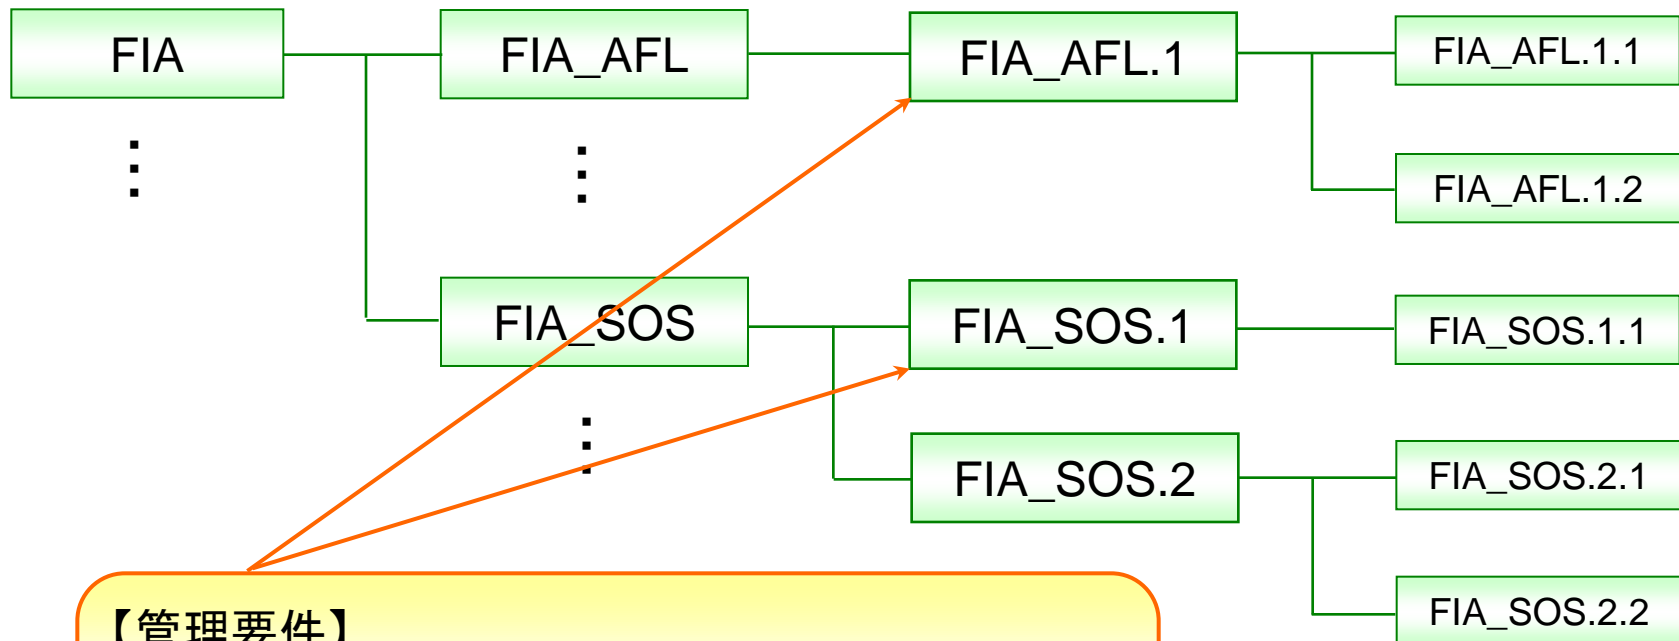 FIA
FIA_AFL
FIA_AFL.1
FIA_AFL.1.1
FIA_AFL.1.2
FIA_SOS
FIA_SOS.1
FIA_SOS.1.1
FIA_SOS.2
FIA_SOS.2.1
FIA_SOS.2.2
【管理要件】